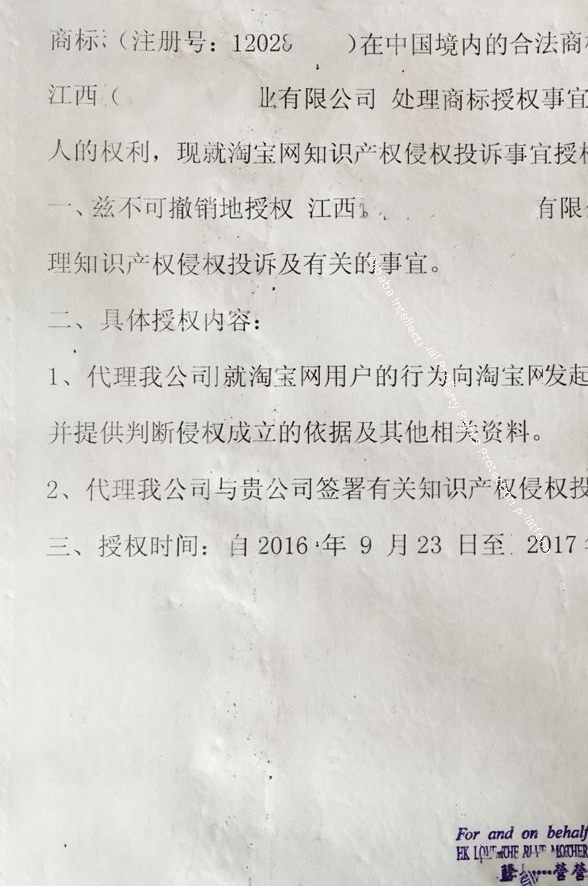 商标（注册号：12028 ）在中国境内的合法商标
江西（ 业有限公司 处理商标授权事宜
人的权利，现就淘宝网知识产权侵权投诉事宜授权
一、兹不可撤销地授权 江西 有限
理知识产权侵权投诉及有关的事宜。
二、具体授权内容：
1、代理我公司就淘宝网用户的行为向淘宝网发起
并提供判断侵权成立的依据及其他相关资料。
2、代理我公司与贵公司签署有关知识产权侵权投
三、授权时间：自 2016 年 9 月 23 日至 2017
Alibaba Intellectual Property Rights Protection Platform
For and on behalf